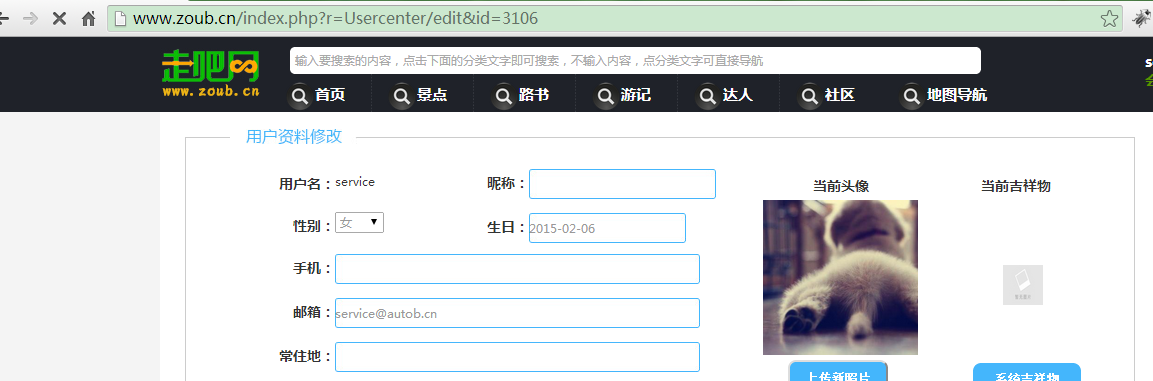 www.zoub.cn/index.php?r=Usercenter/edit&id=3106
走吧网
www.zoub.cn
输入要搜索的内容，点击下面的分类文字即可搜索，不输入内容，点分类文字可直接导航
首页 景点 路书 游记 达人 社区 地图导航
用户资料修改
用户名：service 昵称：
当前头像 当前吉祥物
性别：女 生日：2015-02-06
手机：
邮箱：service@autob.cn
常住地：
上传新照片 系统吉祥物